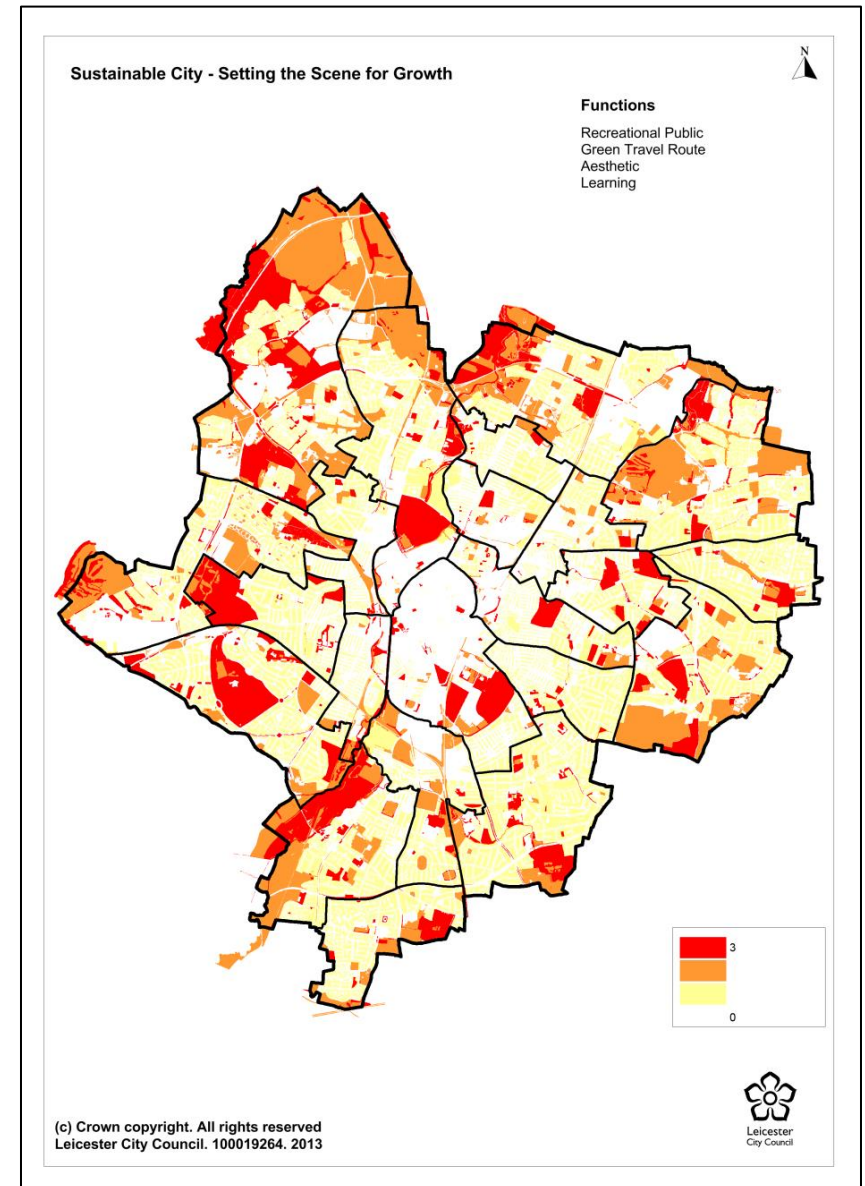 Sustainable City - Setting the Scene for Growth
N
Functions
Recreational Public
Green Travel Route
Aesthetic
Learning
3
0
(c) Crown copyright. All rights reserved
Leicester City Council. 100019264. 2013
Leicester
City Council